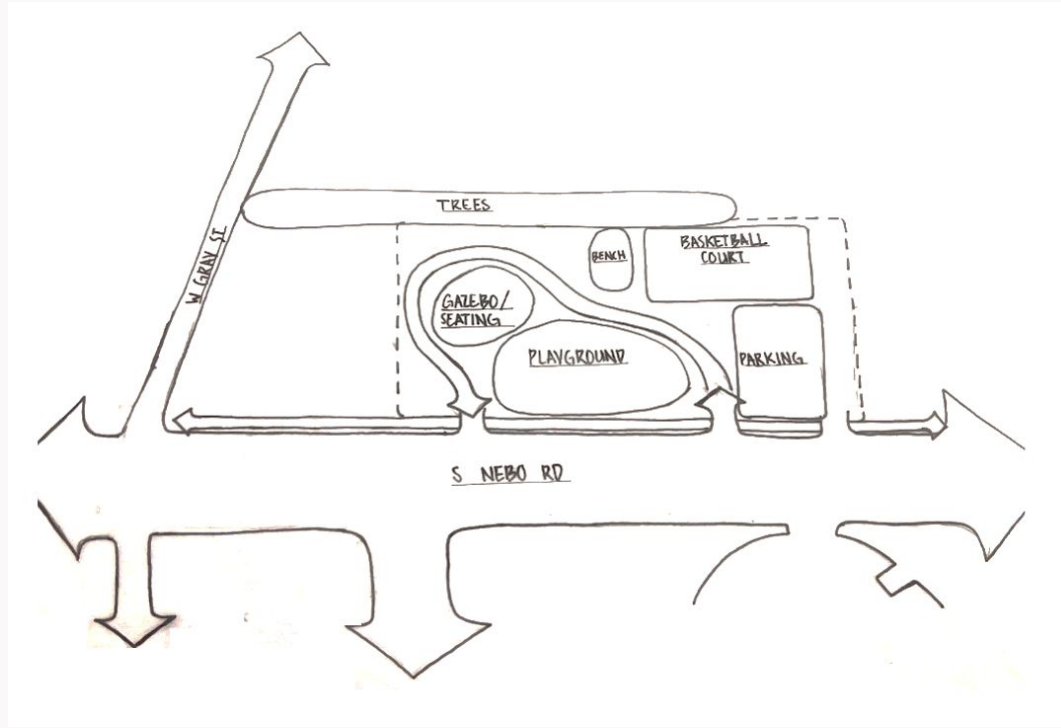 TREES
BENCH
BASKETBALL
COURT
W GRAY ST
GAZEBO/
SEATING
PLAYGROUND
PARKING
S NEBO RD